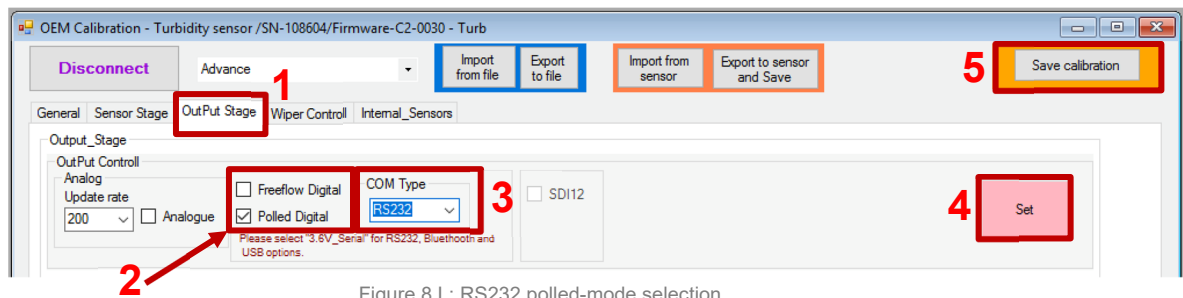 OEM Calibration - Turbidity sensor /SN-108604/Firmware-C2-0030 - Turb
Disconnect
Advance
Import from file
Export to file
Import from sensor
Export to sensor and Save
5
Save calibration
1
General
Sensor Stage
OutPut Stage
Wiper Controll
Internal_Sensors
Output_Stage
OutPut Controll
Analog
Update rate
200
Analogue
Freeflow Digital
Polled Digital
COM Type
RS232
3
Please select "3.6V_Serial" for RS232, Bluethooth and
USB options.
SDI12
4
Set
2
Figure 8.L: RS232 polled-mode selection